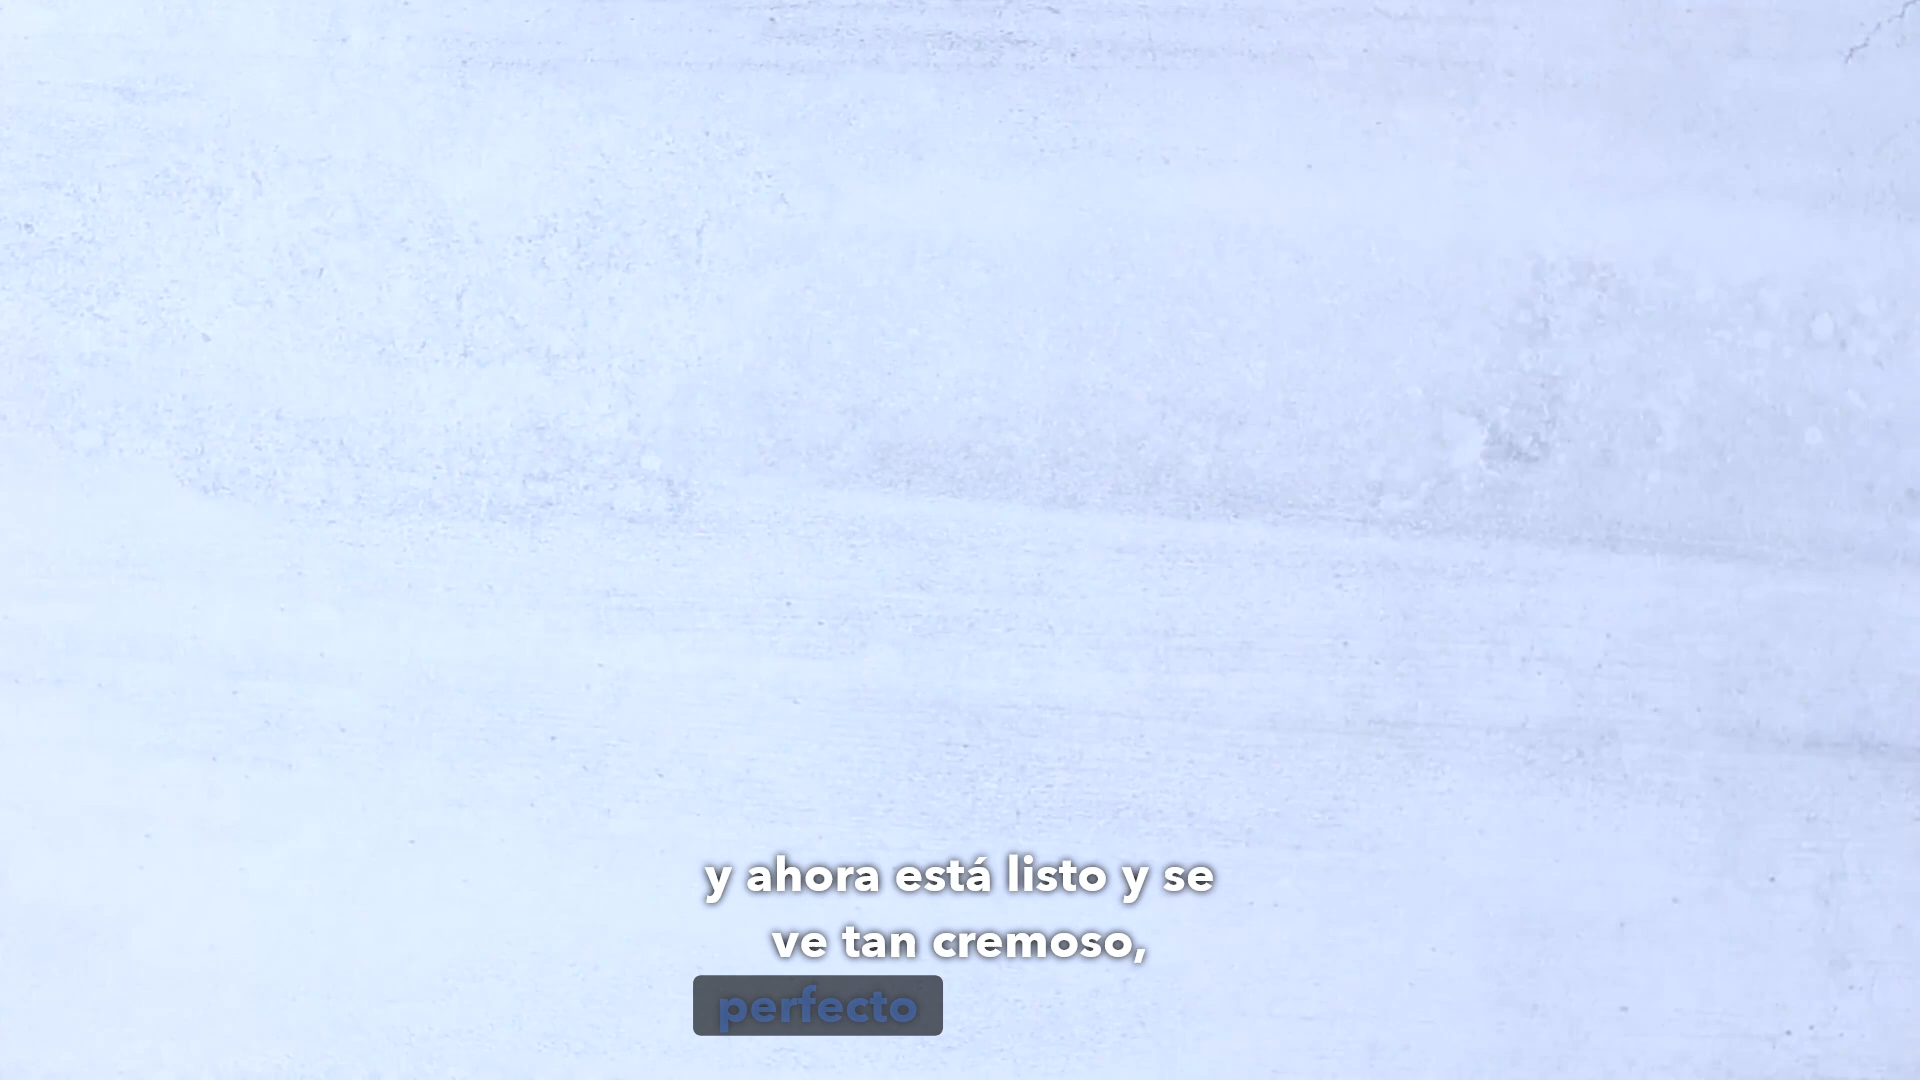 y ahora está listo y se
ve tan cremoso,
perfecto